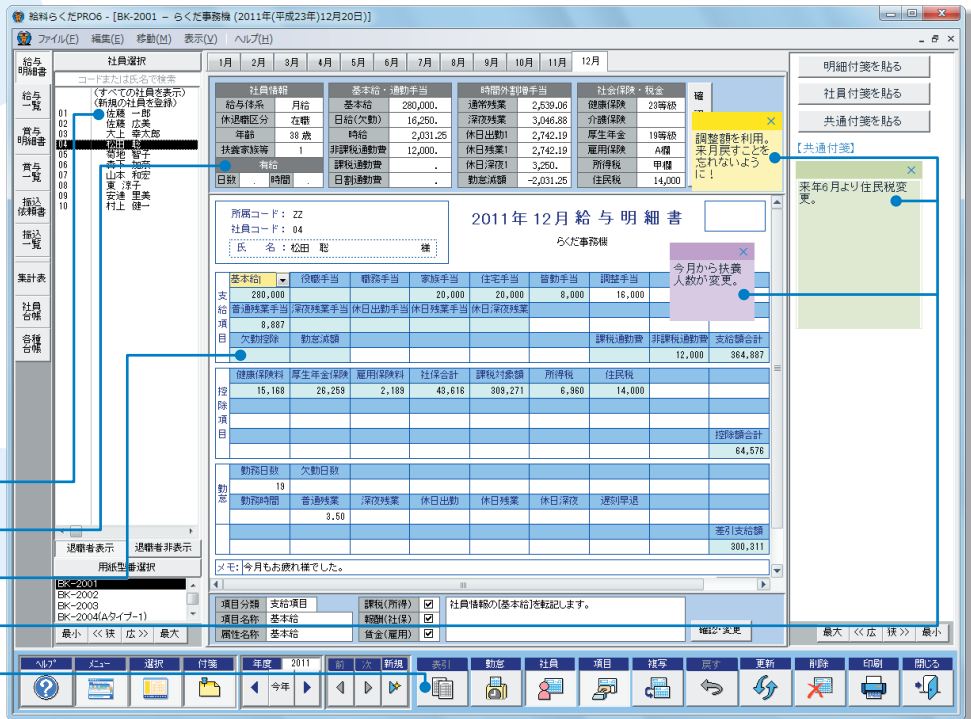 給料らくだPRO6 - [BK-2001 － らくだ事務機 (2011年(平成23年)12月20日)]
ファイル(F) 編集(E) 移動(M) 表示(V) ヘルプ(H)
給与明細書
給与一覧
賞与明細書
賞与一覧
振込依頼書
振込一覧
集計表
社員台帳
各種台帳
社員選択
コードまたは氏名で検索
(すべての社員を表示)
(新規の社員を登録)
01 佐藤 一郎
02 佐藤 広美
03 大上 幸太郎
04 松田 聡
05 菊地 智子
06 森下 加奈
07 山本 和宏
08 東 涼子
09 安達 里美
10 村上 健一
退職者表示 退職者非表示
用紙型番選択
BK-2001
BK-2002
BK-2003
BK-2004(Aタイプ-1)
最小 <<狭 広>> 最大
1月 2月 3月 4月 5月 6月 7月 8月 9月 10月 11月 12月
社員情報 基本給・通勤手当 時間外割増手当 社会保険・税金 確
給与体系 月給 基本給 280,000. 通常残業 2,539.06 健康保険 23等級
休退職区分 在職 日給(欠勤) 16,250. 深夜残業 3,046.88 介護保険
年齢 38 歳 時給 2,031.25 休日出勤1 2,742.19 厚生年金 19等級
扶養家族等 1 非課税通勤費 12,000. 休日残業1 2,742.19 雇用保険 A欄
有給 課税通勤費 . 休日深夜1 3,250. 所得税 甲欄
日数 . 時間 . 日割通勤費 . 勤怠減額 -2,031.25 住民税 14,000
調整額を利用。
来月戻すことを
忘れないよう
に！
所属コード： ZZ
社員コード： 04
氏 名：松田 聡 様
2011年 12月 給 与 明 細 書
らくだ事務機
今月から扶養
人数が変更。
支給項目
基本給 役職手当 職務手当 家族手当 住宅手当 皆勤手当 調整手当
280,000 20,000 20,000 8,000 16,000
普通残業手当 深夜残業手当 休日出勤手当 休日残業手当 休日深夜残業
8,887
欠勤控除 勤怠減額 課税通勤費 非課税通勤費 支給額合計
12,000 364,887
控除項目
健康保険料 厚生年金保険 雇用保険料 社保合計 課税対象額 所得税 住民税
15,168 26,259 2,189 43,616 309,271 6,960 14,000
控除額合計
64,576
勤怠
勤務日数 欠勤日数
19
勤務時間 普通残業 深夜残業 休日出勤 休日残業 休日深夜 遅刻早退
3.50
差引支給額
300,311
メモ: 今月もお疲れ様でした。
項目分類 支給項目 課税(所得) 社員情報の[基本給]を転記します。
項目名称 基本給 報酬(社保)
属性名称 基本給 賃金(雇用)
確認・変更
明細付箋を貼る
社員付箋を貼る
共通付箋を貼る
【共通付箋】
来年6月より住民税変
更。
最大 <<広 狭>> 最小
ヘルプ メニュー 選択 付箋 年度 2011 前 次 新規 表引 勤怠 社員 項目 複写 戻す 更新 削除 印刷 閉じる
今年